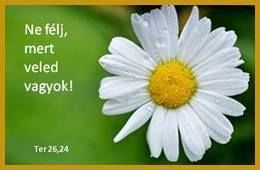 Ne félj,
mert
veled
vagyok!
Ter 26,24